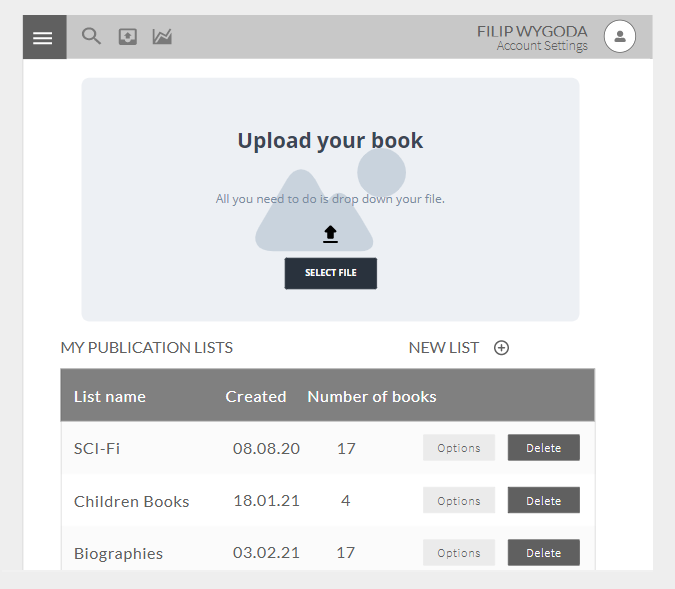 FILIP WYGODA
Account Settings
Upload your book
All you need to do is drop down your file.
SELECT FILE
MY PUBLICATION LISTS NEW LIST
List name Created Number of books
SCI-Fi 08.08.20 17 Options Delete
Children Books 18.01.21 4 Options Delete
Biographies 03.02.21 17 Options Delete